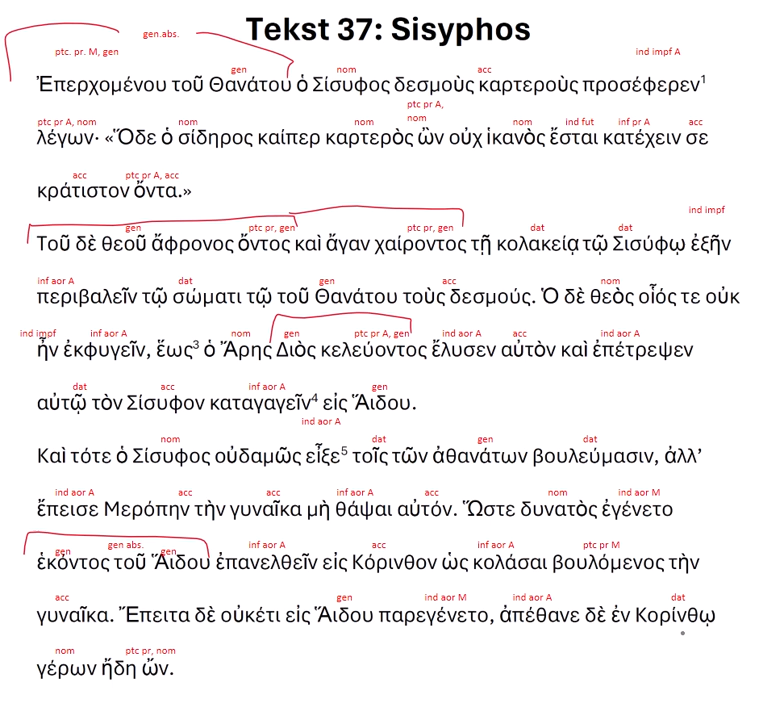 Tekst 37: Sisyphos
gen.abs.
ptc. pr. M, gen ind impf A
gen nom acc
Ἐπερχομένου τοῦ Θανάτου ὁ Σίσυφος δεσμοὺς καρτεροὺς προσέφερεν¹
ptc pr A,
ptc pr A, nom nom nom nom nom ind fut inf pr A acc
λέγων· «Ὅδε ὁ σίδηρος καίπερ καρτερὸς ὢν οὐχ ἱκανὸς ἔσται κατέχειν σε
acc ptc pr A, acc
κράτιστον ὄντα.»
ind impf
gen ptc pr, gen ptc pr, gen dat dat
Τοῦ δὲ θεοῦ ἄφρονος ὄντος καὶ ἄγαν χαίροντος τῇ κολακείᾳ τῷ Σισύφῳ ἐξῆν
inf aor A dat gen acc nom
περιβαλεῖν τῷ σώματι τῷ τοῦ Θανάτου τοὺς δεσμούς. Ὁ δὲ θεὸς οἷός τε οὐκ
ind impf inf aor A nom gen ptc pr A, gen ind aor A acc ind aor A
ἦν ἐκφυγεῖν, ἕως³ ὁ Ἄρης Διὸς κελεύοντος ἔλυσεν αὐτὸν καὶ ἐπέτρεψεν
dat acc inf aor A gen
αὐτῷ τὸν Σίσυφον καταγαγεῖν⁴ εἰς Ἅιδου.
ind aor A
nom dat gen dat
Καὶ τότε ὁ Σίσυφος οὐδαμῶς εἶξε⁵ τοῖς τῶν ἀθανάτων βουλεύμασιν, ἀλλ’
ind aor A acc acc inf aor A acc nom ind aor M
ἔπεισε Μερόπην τὴν γυναῖκα μὴ θάψαι αὐτόν. Ὥστε δυνατὸς ἐγένετο
gen gen abs. gen inf aor A acc inf aor A ptc pr M
ἑκόντος τοῦ Ἅιδου ἐπανελθεῖν εἰς Κόρινθον ὡς κολάσαι βουλόμενος τὴν
acc gen ind aor M ind aor A dat
γυναῖκα. Ἔπειτα δὲ οὐκέτι εἰς Ἅιδου παρεγένετο, ἀπέθανε δὲ ἐν Κορίνθῳ
nom ptc pr, nom
γέρων ἤδη ὤν.